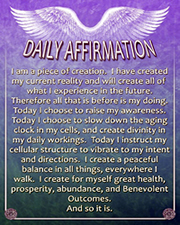 DAILY AFFIRMATION
I am a piece of creation. I have created
my current reality and will create all of
what I experience in the future.
Therefore all that is before is my doing.
Today I choose to raise my awareness.
Today I choose to slow down the aging
clock in my cells, and create divinity in
my daily workings. Today I instruct my
cellular structure to vibrate to my intent
and directions. I create a peaceful
balance in all things, everywhere I
walk. I create for myself great health,
prosperity, abundance, and Benevolent
Outcomes.
And so it is.